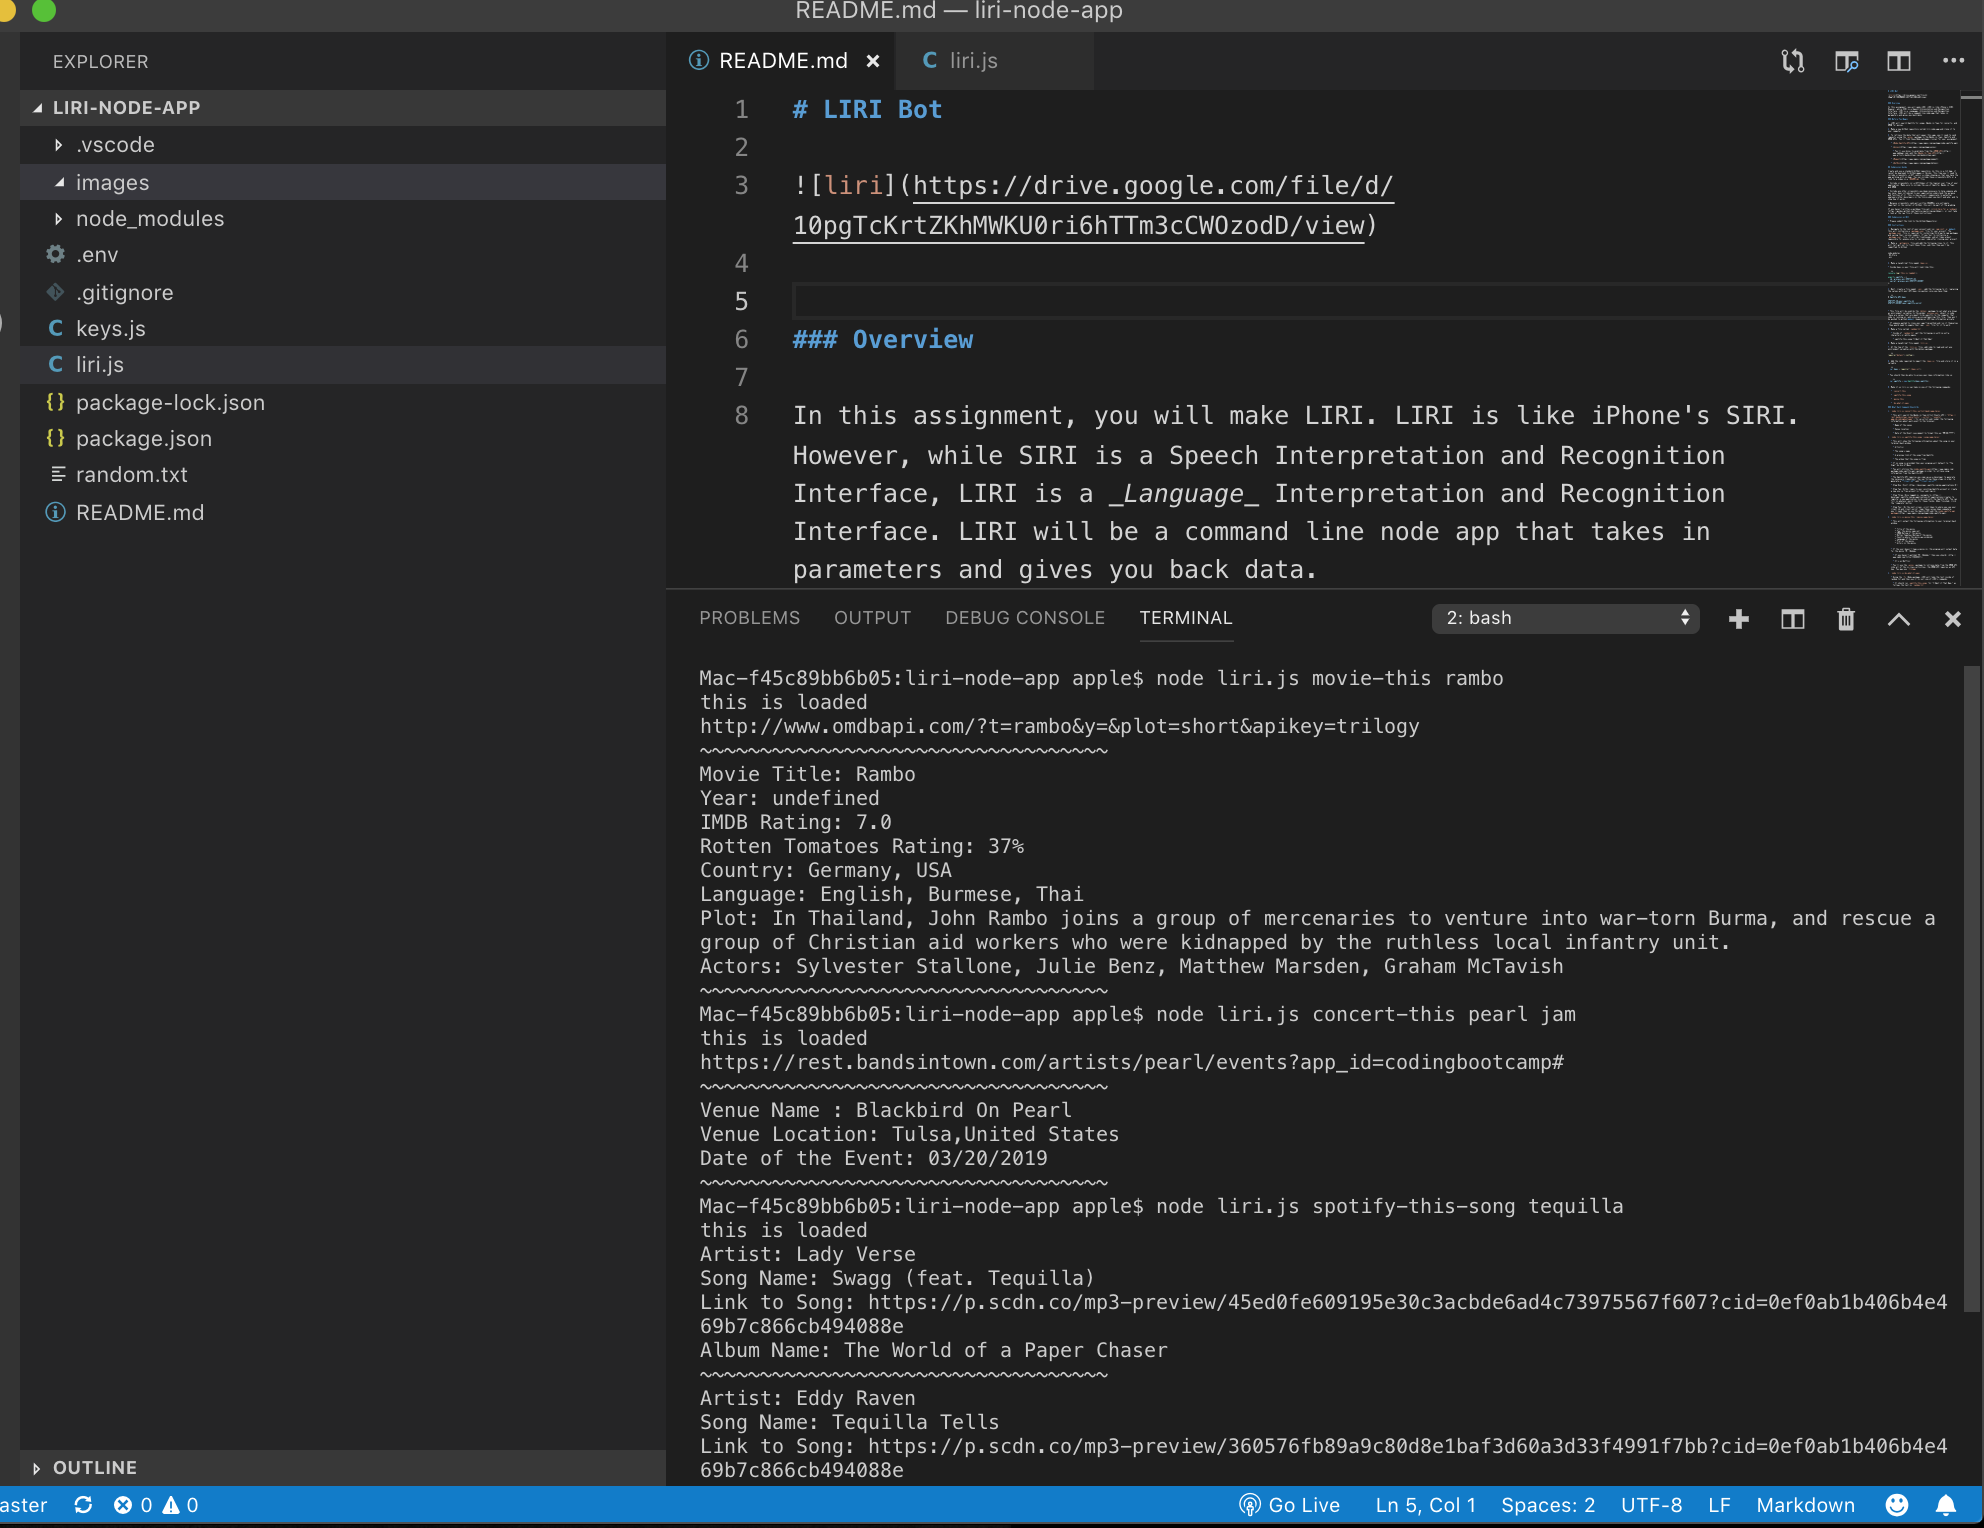 README.md — liri-node-app
EXPLORER
LIRI-NODE-APP
.vscode
images
node_modules
.env
.gitignore
keys.js
liri.js
package-lock.json
package.json
random.txt
README.md
OUTLINE
README.md
liri.js
1 # LIRI Bot
2
3 ![liri](https://drive.google.com/file/d/
10pgTcKrtZKhMWKU0ri6hTTm3cCWOzodD/view)
4
5
6 ### Overview
7
8 In this assignment, you will make LIRI. LIRI is like iPhone's SIRI.
However, while SIRI is a Speech Interpretation and Recognition
Interface, LIRI is a _Language_ Interpretation and Recognition
Interface. LIRI will be a command line node app that takes in
parameters and gives you back data.
PROBLEMS OUTPUT DEBUG CONSOLE TERMINAL 2: bash
Mac-f45c89bb6b05:liri-node-app apple$ node liri.js movie-this rambo
this is loaded
http://www.omdbapi.com/?t=rambo&y=&plot=short&apikey=trilogy
~~~~~~~~~~~~~~~~~~~~~~~~~~~~~~~~~~
Movie Title: Rambo
Year: undefined
IMDB Rating: 7.0
Rotten Tomatoes Rating: 37%
Country: Germany, USA
Language: English, Burmese, Thai
Plot: In Thailand, John Rambo joins a group of mercenaries to venture into war-torn Burma, and rescue a
group of Christian aid workers who were kidnapped by the ruthless local infantry unit.
Actors: Sylvester Stallone, Julie Benz, Matthew Marsden, Graham McTavish
~~~~~~~~~~~~~~~~~~~~~~~~~~~~~~~~~~
Mac-f45c89bb6b05:liri-node-app apple$ node liri.js concert-this pearl jam
this is loaded
https://rest.bandsintown.com/artists/pearl/events?app_id=codingbootcamp#
~~~~~~~~~~~~~~~~~~~~~~~~~~~~~~~~~~
Venue Name : Blackbird On Pearl
Venue Location: Tulsa,United States
Date of the Event: 03/20/2019
~~~~~~~~~~~~~~~~~~~~~~~~~~~~~~~~~~
Mac-f45c89bb6b05:liri-node-app apple$ node liri.js spotify-this-song tequilla
this is loaded
Artist: Lady Verse
Song Name: Swagg (feat. Tequilla)
Link to Song: https://p.scdn.co/mp3-preview/45ed0fe609195e30c3acbde6ad4c73975567f607?cid=0ef0ab1b406b4e4
69b7c866cb494088e
Album Name: The World of a Paper Chaser
~~~~~~~~~~~~~~~~~~~~~~~~~~~~~~~~~~
Artist: Eddy Raven
Song Name: Tequilla Tells
Link to Song: https://p.scdn.co/mp3-preview/360576fb89a9c80d8e1baf3d60a3d33f4991f7bb?cid=0ef0ab1b406b4e4
69b7c866cb494088e
aster 0 0 Go Live Ln 5, Col 1 Spaces: 2 UTF-8 LF Markdown